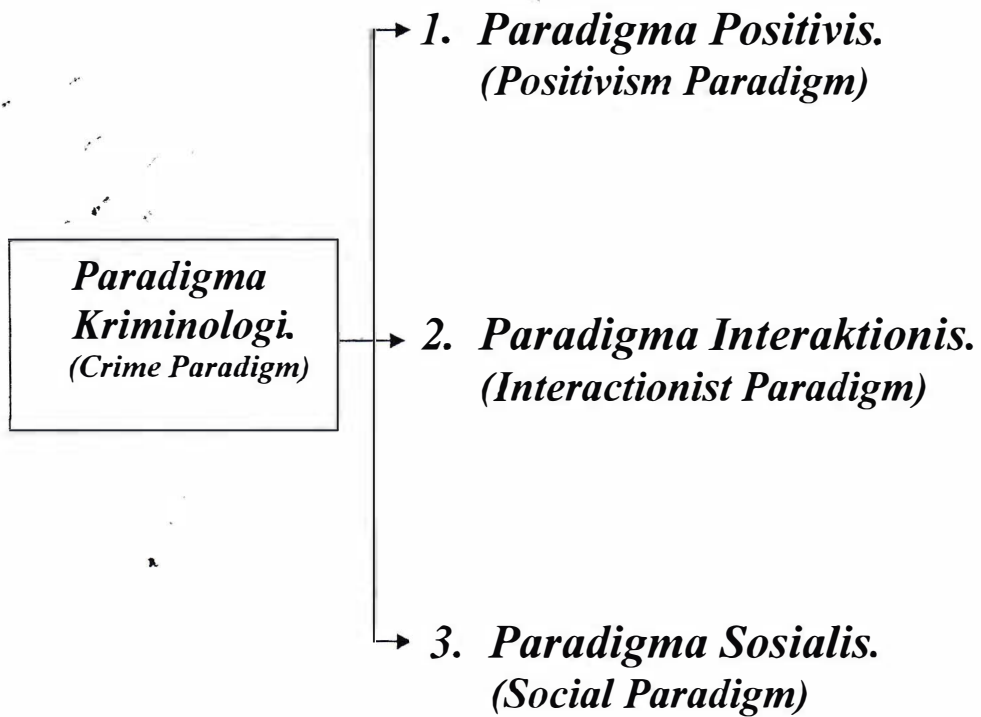 1. Paradigma Positivis.
(Positivism Paradigm)
Paradigma
Kriminologi.
(Crime Paradigm)
2. Paradigma Interaktionis.
(Interactionist Paradigm)
3. Paradigma Sosialis.
(Social Paradigm)